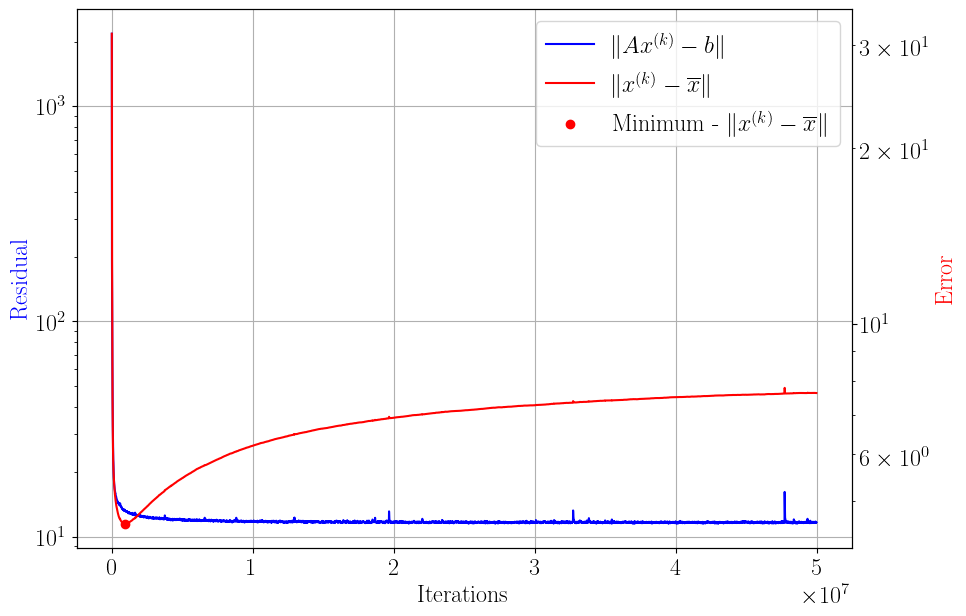 ‖Ax^(k) − b‖
‖x^(k) − x̅‖
Minimum - ‖x^(k) − x̅‖
Residual
10^3
10^2
10^1
3 × 10^1
2 × 10^1
10^1
6 × 10^0
Error
0 1 2 3 4 5
Iterations
×10^7